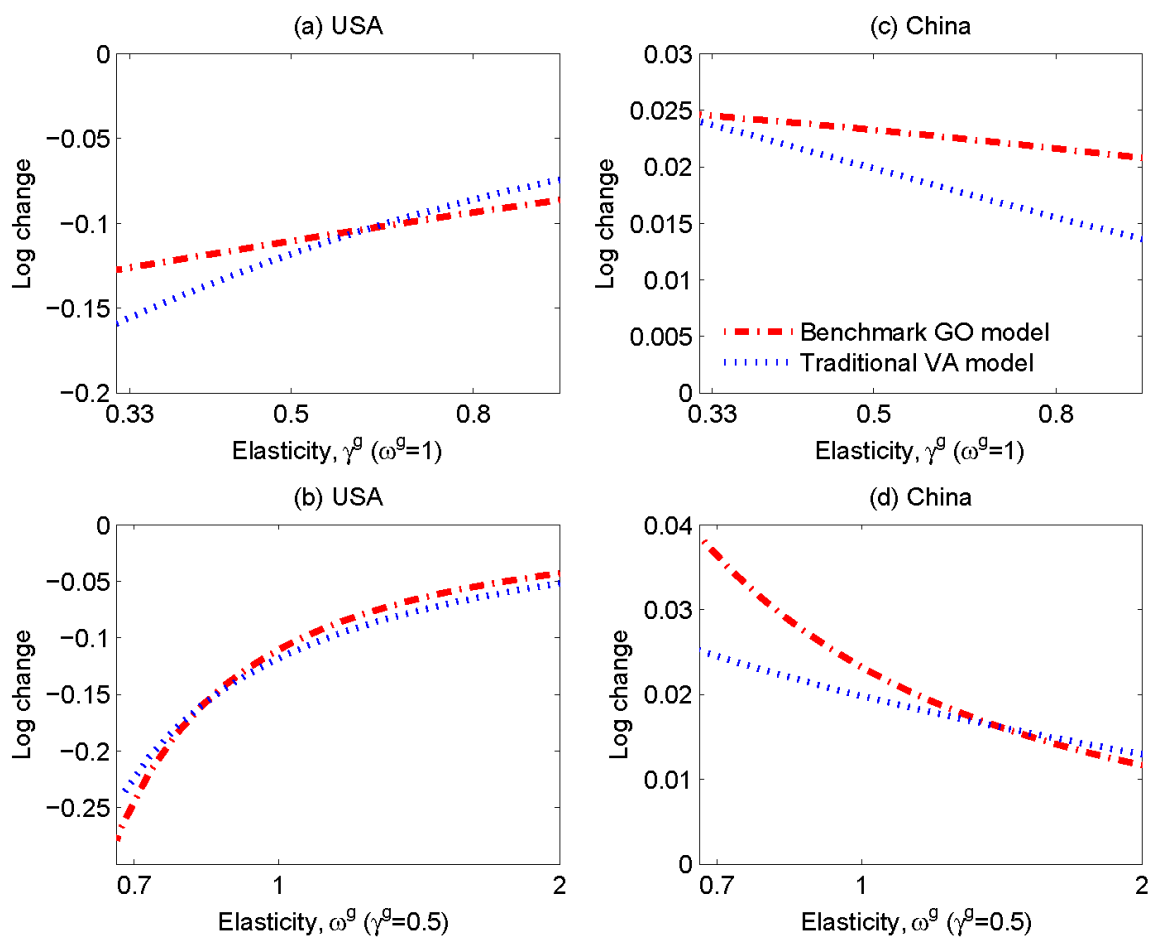 (a) USA
0
−0.05
−0.1
−0.15
−0.2
Log change
0.33 0.5 0.8
Elasticity, γ^g (ω^g=1)
(c) China
0.03
0.025
0.02
0.015
0.01
0.005
0
Log change
Benchmark GO model
Traditional VA model
0.33 0.5 0.8
Elasticity, γ^g (ω^g=1)
(b) USA
0
−0.05
−0.1
−0.15
−0.2
−0.25
Log change
0.7 1 2
Elasticity, ω^g (γ^g=0.5)
(d) China
0.04
0.03
0.02
0.01
0
Log change
0.7 1 2
Elasticity, ω^g (γ^g=0.5)